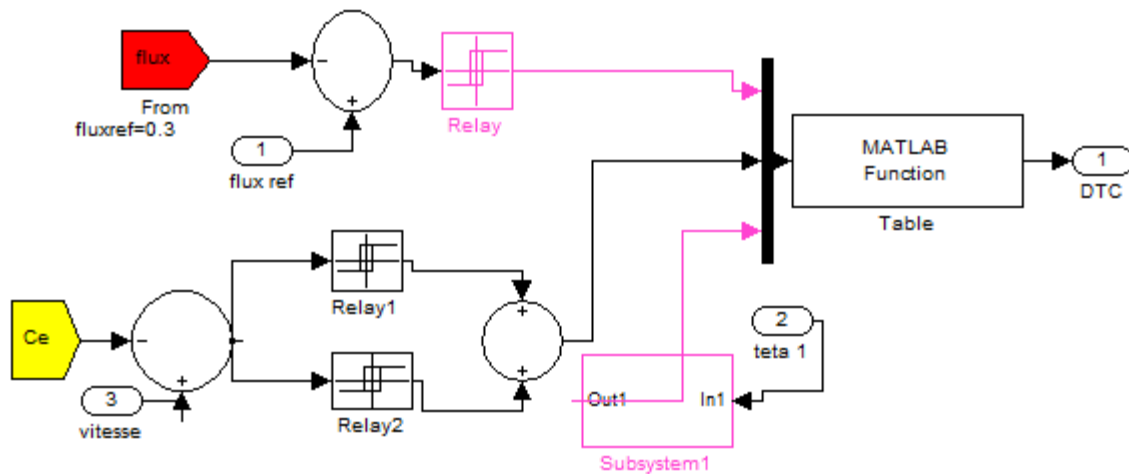 flux
From
fluxref=0.3
-
+
1
flux ref
Relay
MATLAB
Function
Table
1
DTC
Ce
-
-
+
3
vitesse
Relay1
Relay2
+
+
2
teta 1
Out1
In1
Subsystem1